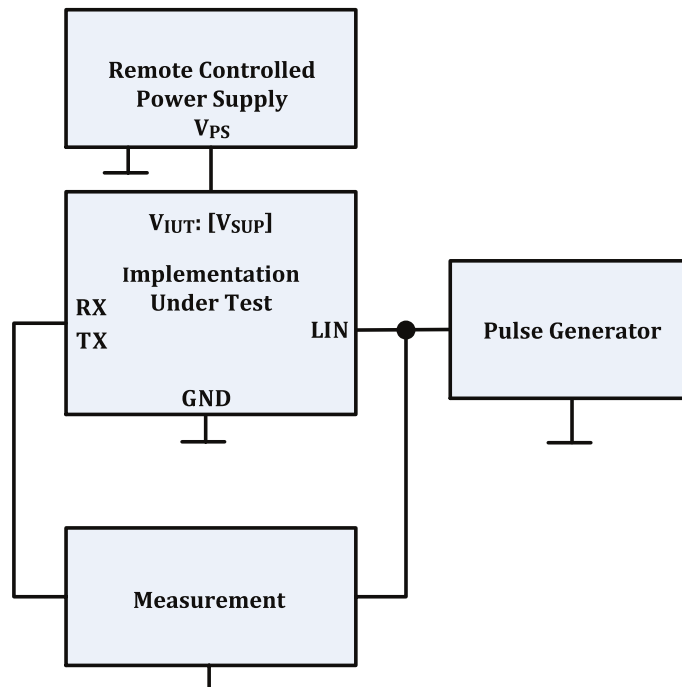 Remote Controlled
Power Supply
VPS
VIUT: [VSUP]
Implementation
Under Test
RX
TX
LIN
GND
Pulse Generator
Measurement